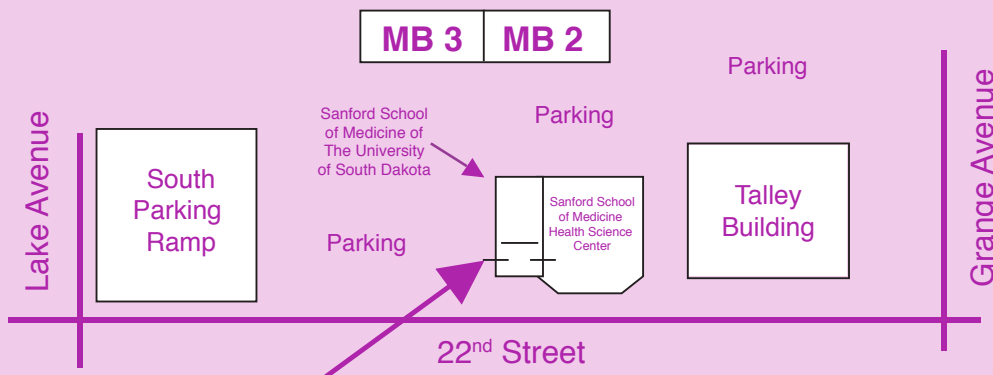 MB 3
MB 2
Parking
Sanford School
of Medicine of
The University
of South Dakota
Parking
Lake Avenue
South
Parking
Ramp
Sanford School
of Medicine
Health Science
Center
Talley
Building
Grange Avenue
Parking
22nd Street